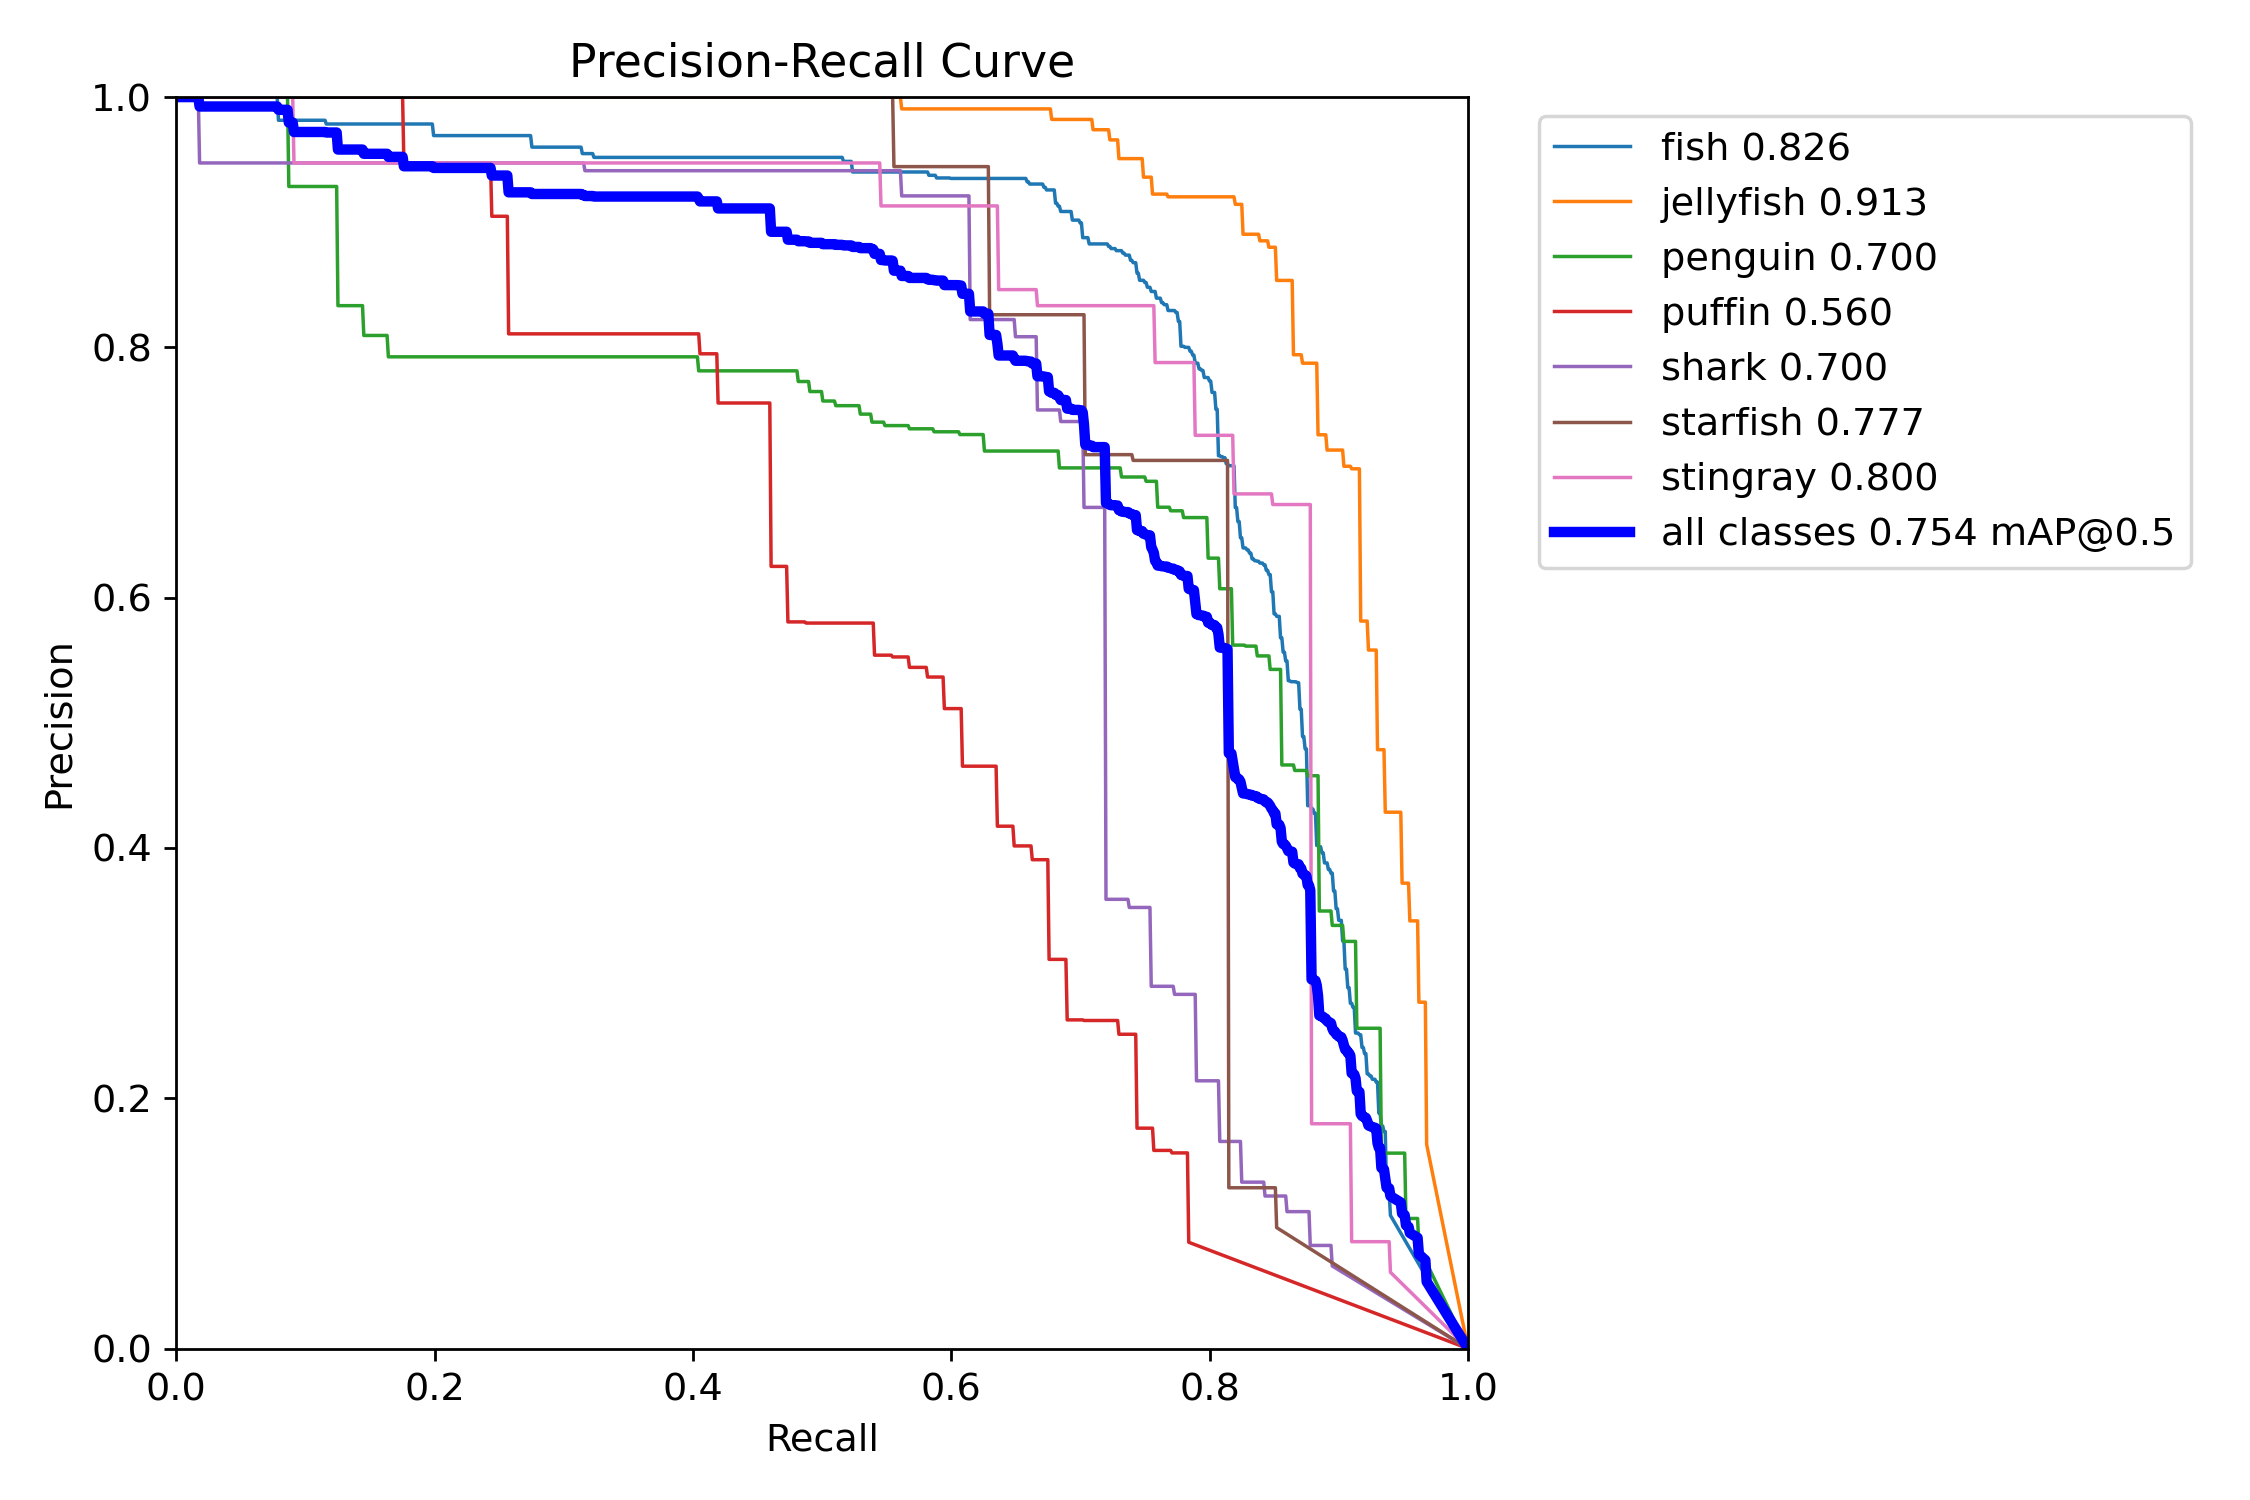 Precision-Recall Curve
1.0
0.8
0.6
0.4
0.2
0.0
Precision
0.0 0.2 0.4 0.6 0.8 1.0
Recall
fish 0.826
jellyfish 0.913
penguin 0.700
puffin 0.560
shark 0.700
starfish 0.777
stingray 0.800
all classes 0.754 mAP@0.5